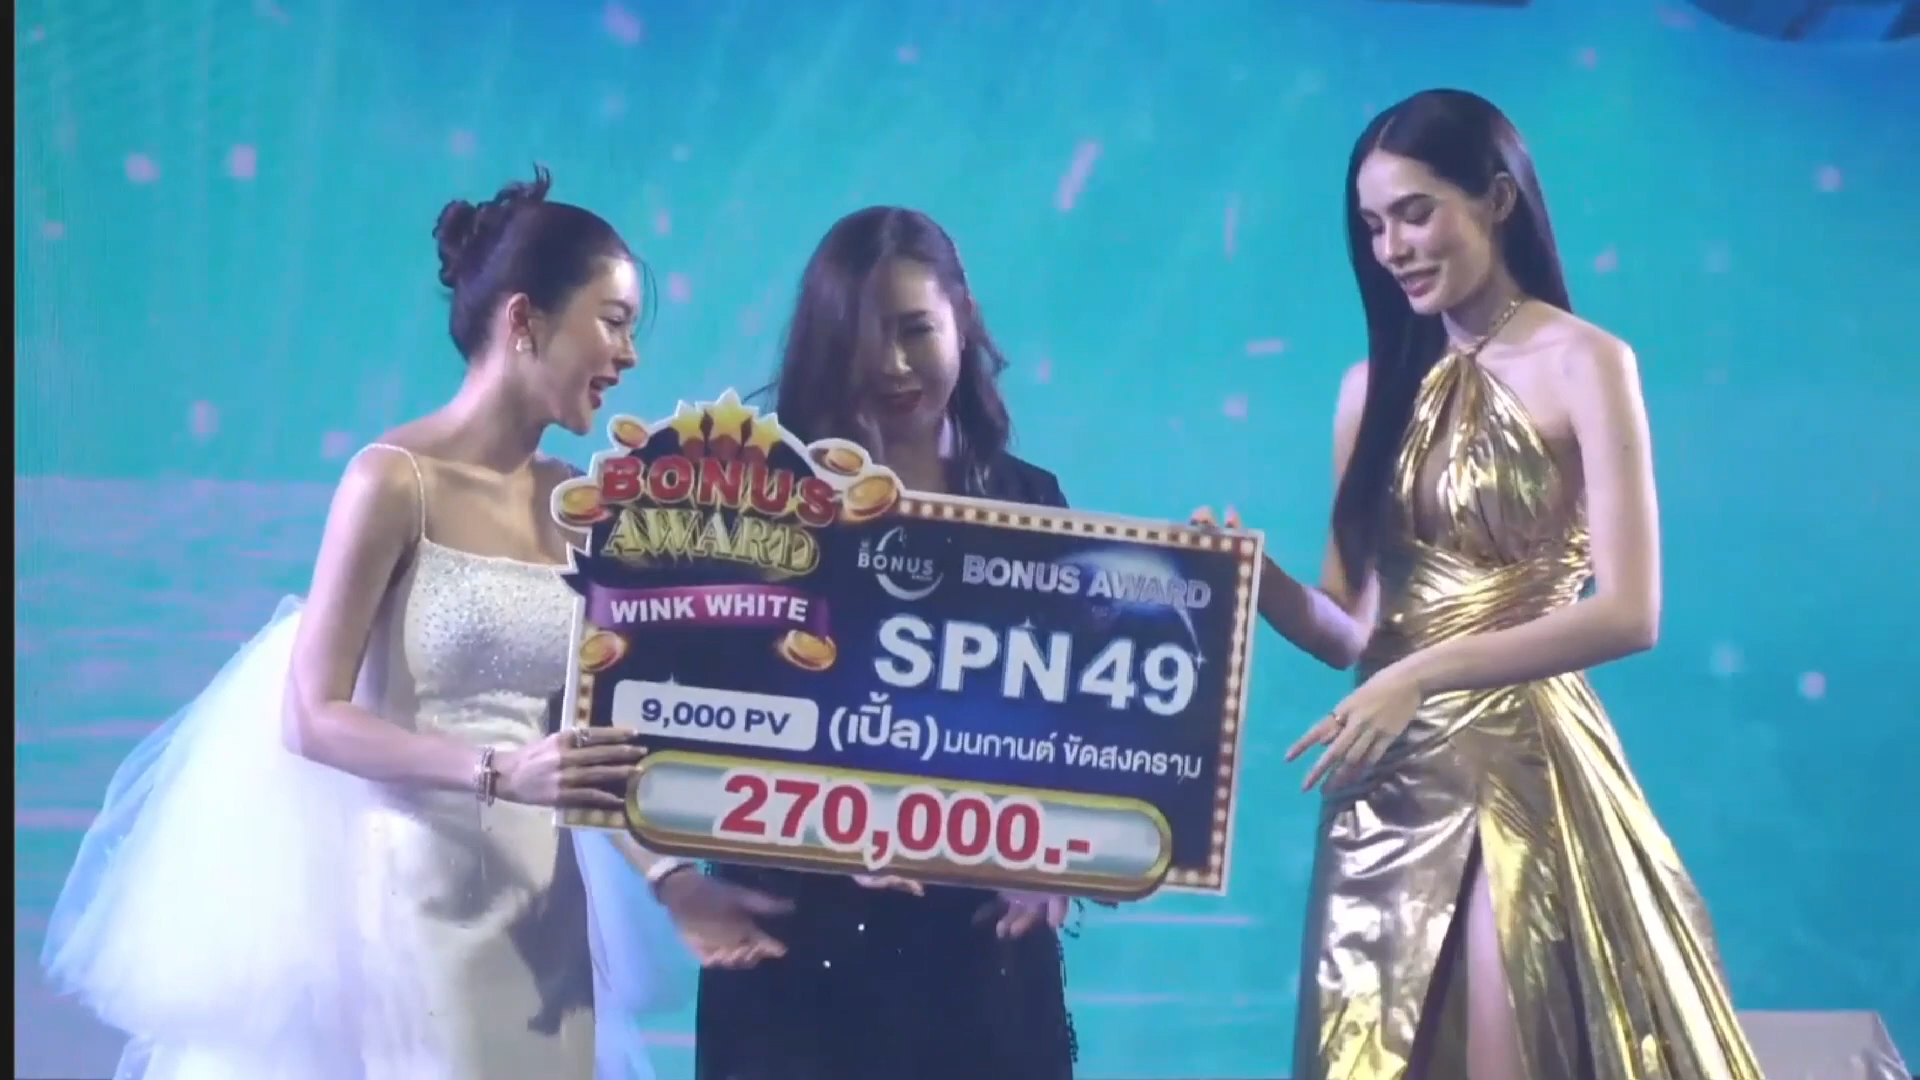 BONUS
AWARD
WINK WHITE
BONUS
BONUS AWARD
SPN49
9,000 PV
(เปิ้ล) มนกานต์ ขัดสงคราม
270,000.-